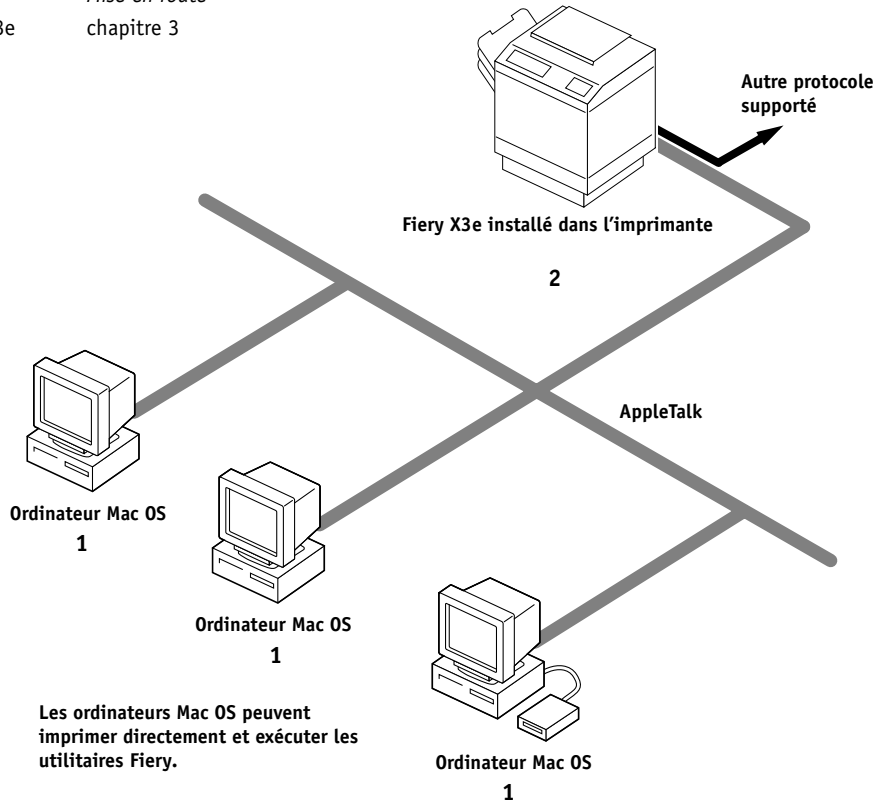 3e chapitre 3
Autre protocole
supporté
Fiery X3e installé dans l’imprimante
2
AppleTalk
Ordinateur Mac OS
1
Ordinateur Mac OS
1
Les ordinateurs Mac OS peuvent
imprimer directement et exécuter les
utilitaires Fiery.
Ordinateur Mac OS
1